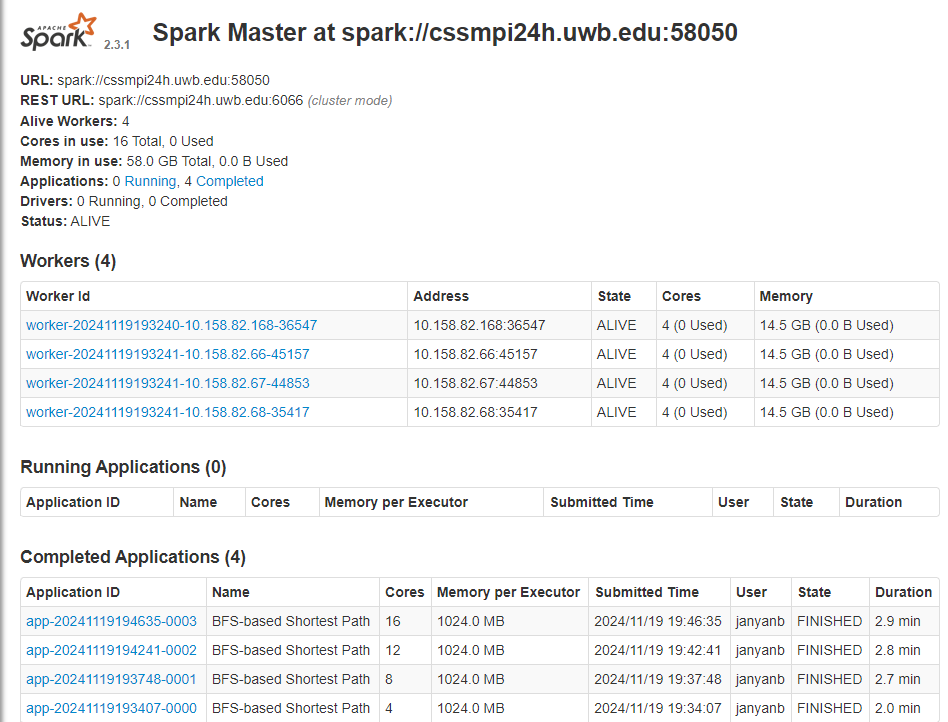 APACHE Spark 2.3.1 Spark Master at spark://cssmpi24h.uwb.edu:58050
URL: spark://cssmpi24h.uwb.edu:58050
REST URL: spark://cssmpi24h.uwb.edu:6066 (cluster mode)
Alive Workers: 4
Cores in use: 16 Total, 0 Used
Memory in use: 58.0 GB Total, 0.0 B Used
Applications: 0 Running, 4 Completed
Drivers: 0 Running, 0 Completed
Status: ALIVE
Workers (4)
Worker Id Address State Cores Memory
worker-20241119193240-10.158.82.168-36547 10.158.82.168:36547 ALIVE 4 (0 Used) 14.5 GB (0.0 B Used)
worker-20241119193241-10.158.82.66-45157 10.158.82.66:45157 ALIVE 4 (0 Used) 14.5 GB (0.0 B Used)
worker-20241119193241-10.158.82.67-44853 10.158.82.67:44853 ALIVE 4 (0 Used) 14.5 GB (0.0 B Used)
worker-20241119193241-10.158.82.68-35417 10.158.82.68:35417 ALIVE 4 (0 Used) 14.5 GB (0.0 B Used)
Running Applications (0)
Application ID Name Cores Memory per Executor Submitted Time User State Duration
Completed Applications (4)
Application ID Name Cores Memory per Executor Submitted Time User State Duration
app-20241119194635-0003 BFS-based Shortest Path 16 1024.0 MB 2024/11/19 19:46:35 janyanb FINISHED 2.9 min
app-20241119194241-0002 BFS-based Shortest Path 12 1024.0 MB 2024/11/19 19:42:41 janyanb FINISHED 2.8 min
app-20241119193748-0001 BFS-based Shortest Path 8 1024.0 MB 2024/11/19 19:37:48 janyanb FINISHED 2.7 min
app-20241119193407-0000 BFS-based Shortest Path 4 1024.0 MB 2024/11/19 19:34:07 janyanb FINISHED 2.0 min